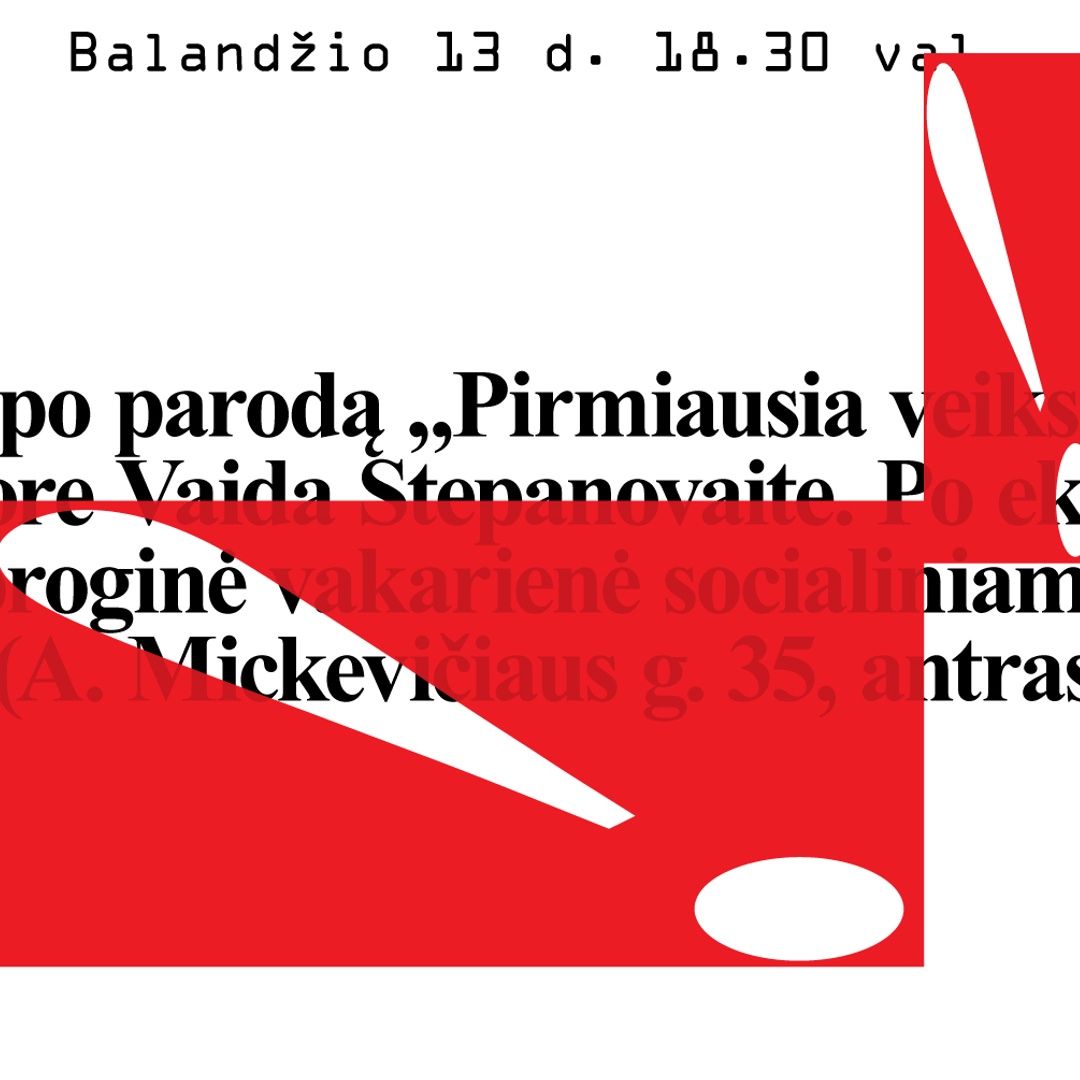 Balandžio 13 d. 18.30 val
po parodą „Pirmiausia veiks
ore Vaida Stepanovaite. Po ek
roginė vakarienė socialiniam
(A. Mickevičiaus g. 35, antras